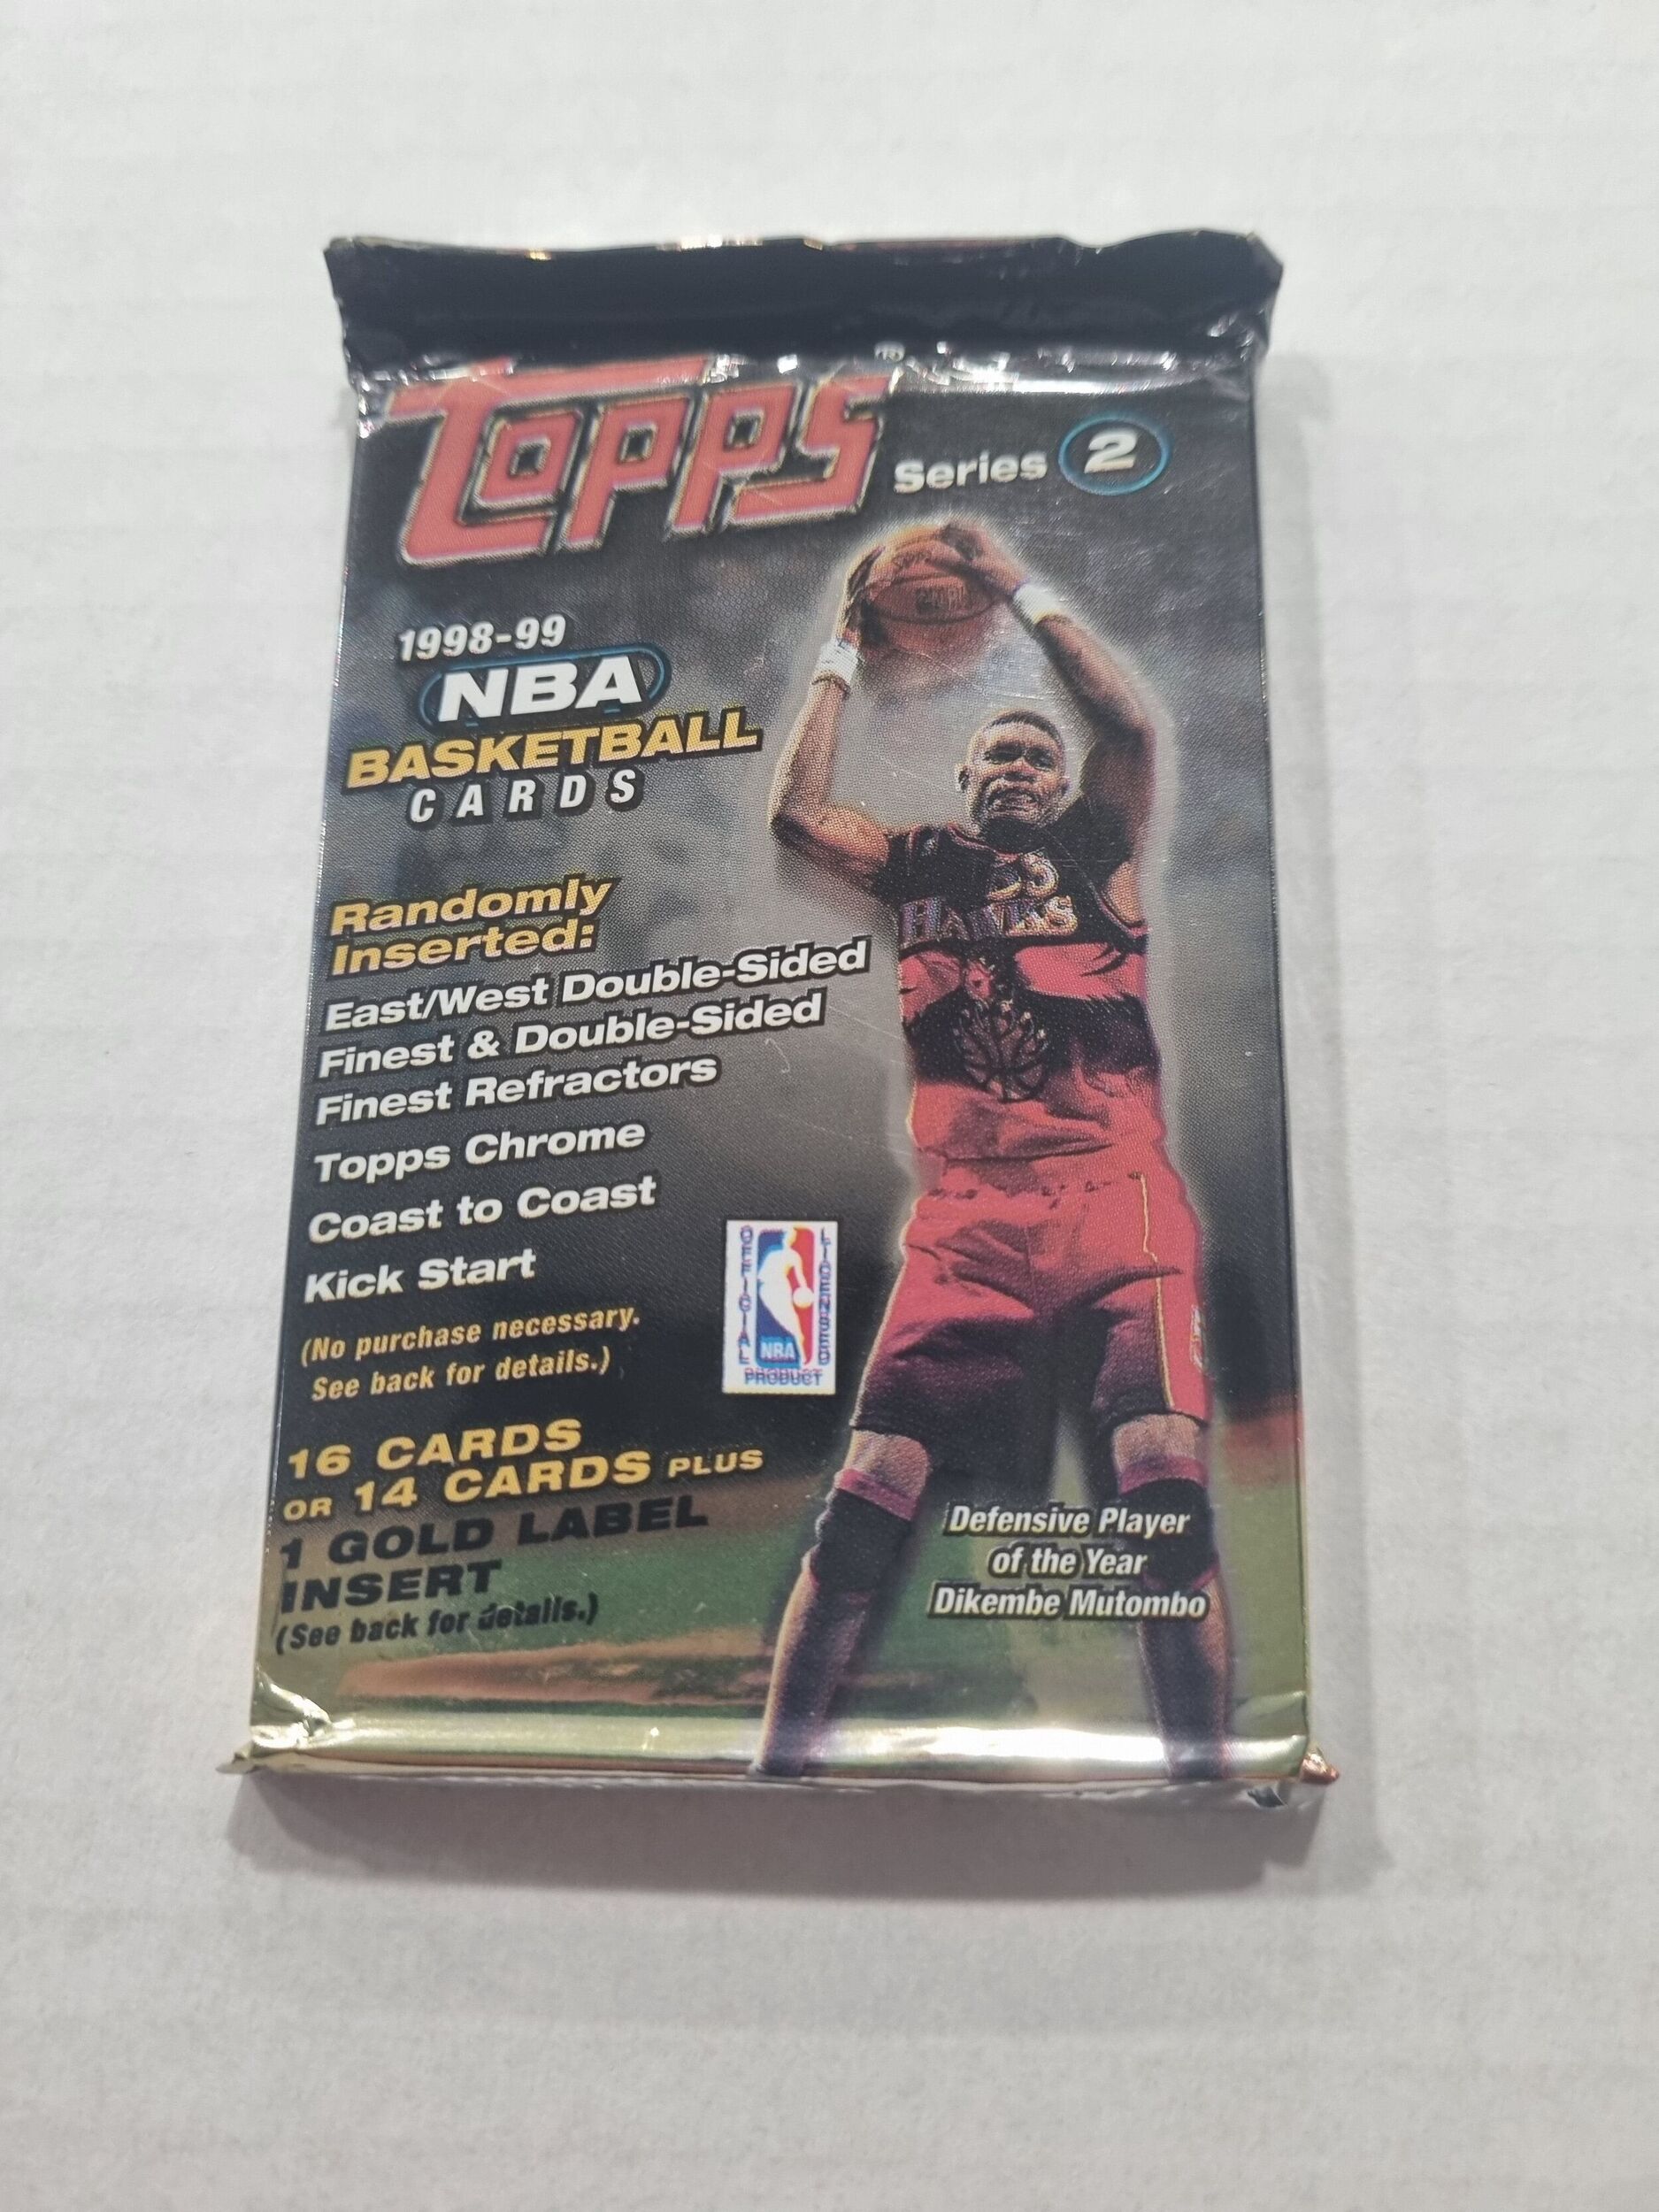 Topps®
Series 2
1998-99
NBA
BASKETBALL
CARDS
Randomly
Inserted:
East/West Double-Sided
Finest & Double-Sided
Finest Refractors
Topps Chrome
Coast to Coast
Kick Start
(No purchase necessary.
See back for details.)
16 CARDS
OR 14 CARDS PLUS
1 GOLD LABEL
INSERT
(See back for details.)
OFFICIAL
LICENSED
NBA
PRODUCT
HAWKS
55
Defensive Player
of the Year
Dikembe Mutombo